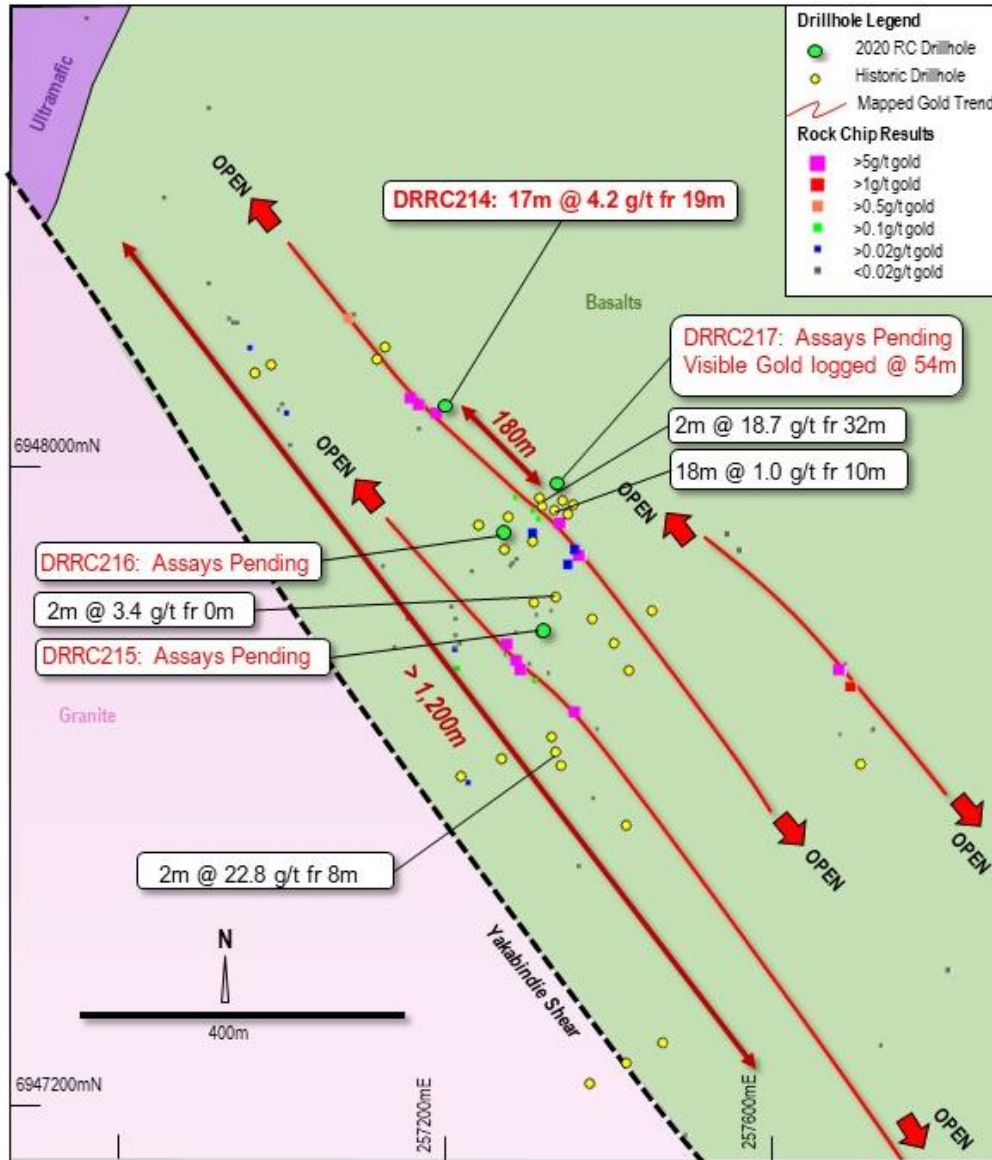 Drillhole Legend
2020 RC Drillhole
Historic Drillhole
Mapped Gold Trend
Rock Chip Results
>5g/t gold
>1g/t gold
>0.5g/t gold
>0.1g/t gold
>0.02g/t gold
<0.02g/t gold
Ultramafic
OPEN
DRRC214: 17m @ 4.2 g/t fr 19m
Basalts
DRRC217: Assays Pending
Visible Gold logged @ 54m
180m
2m @ 18.7 g/t fr 32m
6948000mN
OPEN
18m @ 1.0 g/t fr 10m
OPEN
DRRC216: Assays Pending
2m @ 3.4 g/t fr 0m
DRRC215: Assays Pending
> 1,200m
Granite
OPEN
OPEN
2m @ 22.8 g/t fr 8m
N
Yakabindie Shear
400m
6947200mN
257200mE
257600mE
OPEN